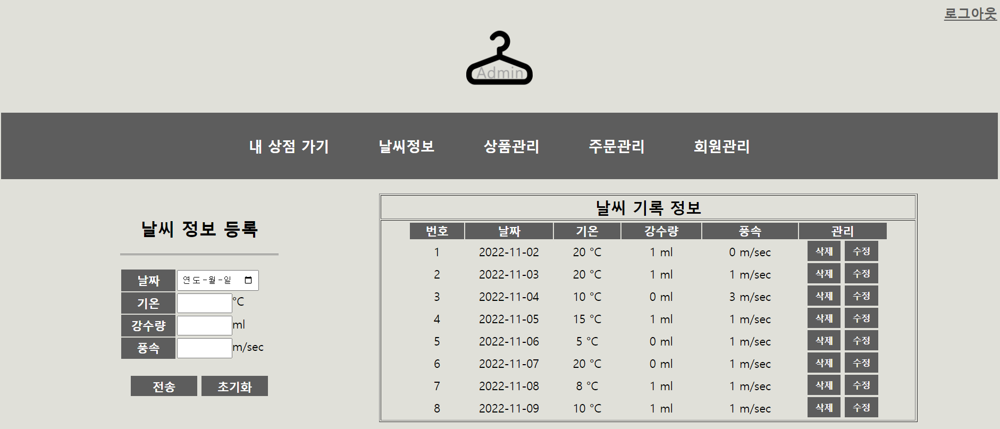 로그아웃
Admin
내 상점 가기 날씨정보 상품관리 주문관리 회원관리
날씨 정보 등록
날짜 연도-월-일
기온 °C
강수량 ml
풍속 m/sec
전송 초기화
날씨 기록 정보
번호 날짜 기온 강수량 풍속 관리
1 2022-11-02 20 °C 1 ml 0 m/sec 삭제 수정
2 2022-11-03 20 °C 1 ml 1 m/sec 삭제 수정
3 2022-11-04 10 °C 0 ml 3 m/sec 삭제 수정
4 2022-11-05 15 °C 1 ml 1 m/sec 삭제 수정
5 2022-11-06 5 °C 0 ml 1 m/sec 삭제 수정
6 2022-11-07 20 °C 0 ml 1 m/sec 삭제 수정
7 2022-11-08 8 °C 1 ml 1 m/sec 삭제 수정
8 2022-11-09 10 °C 1 ml 1 m/sec 삭제 수정